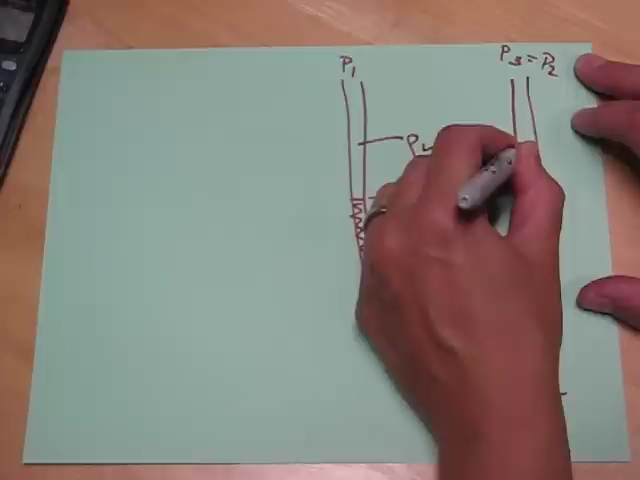 P₁
P₃ = P₂